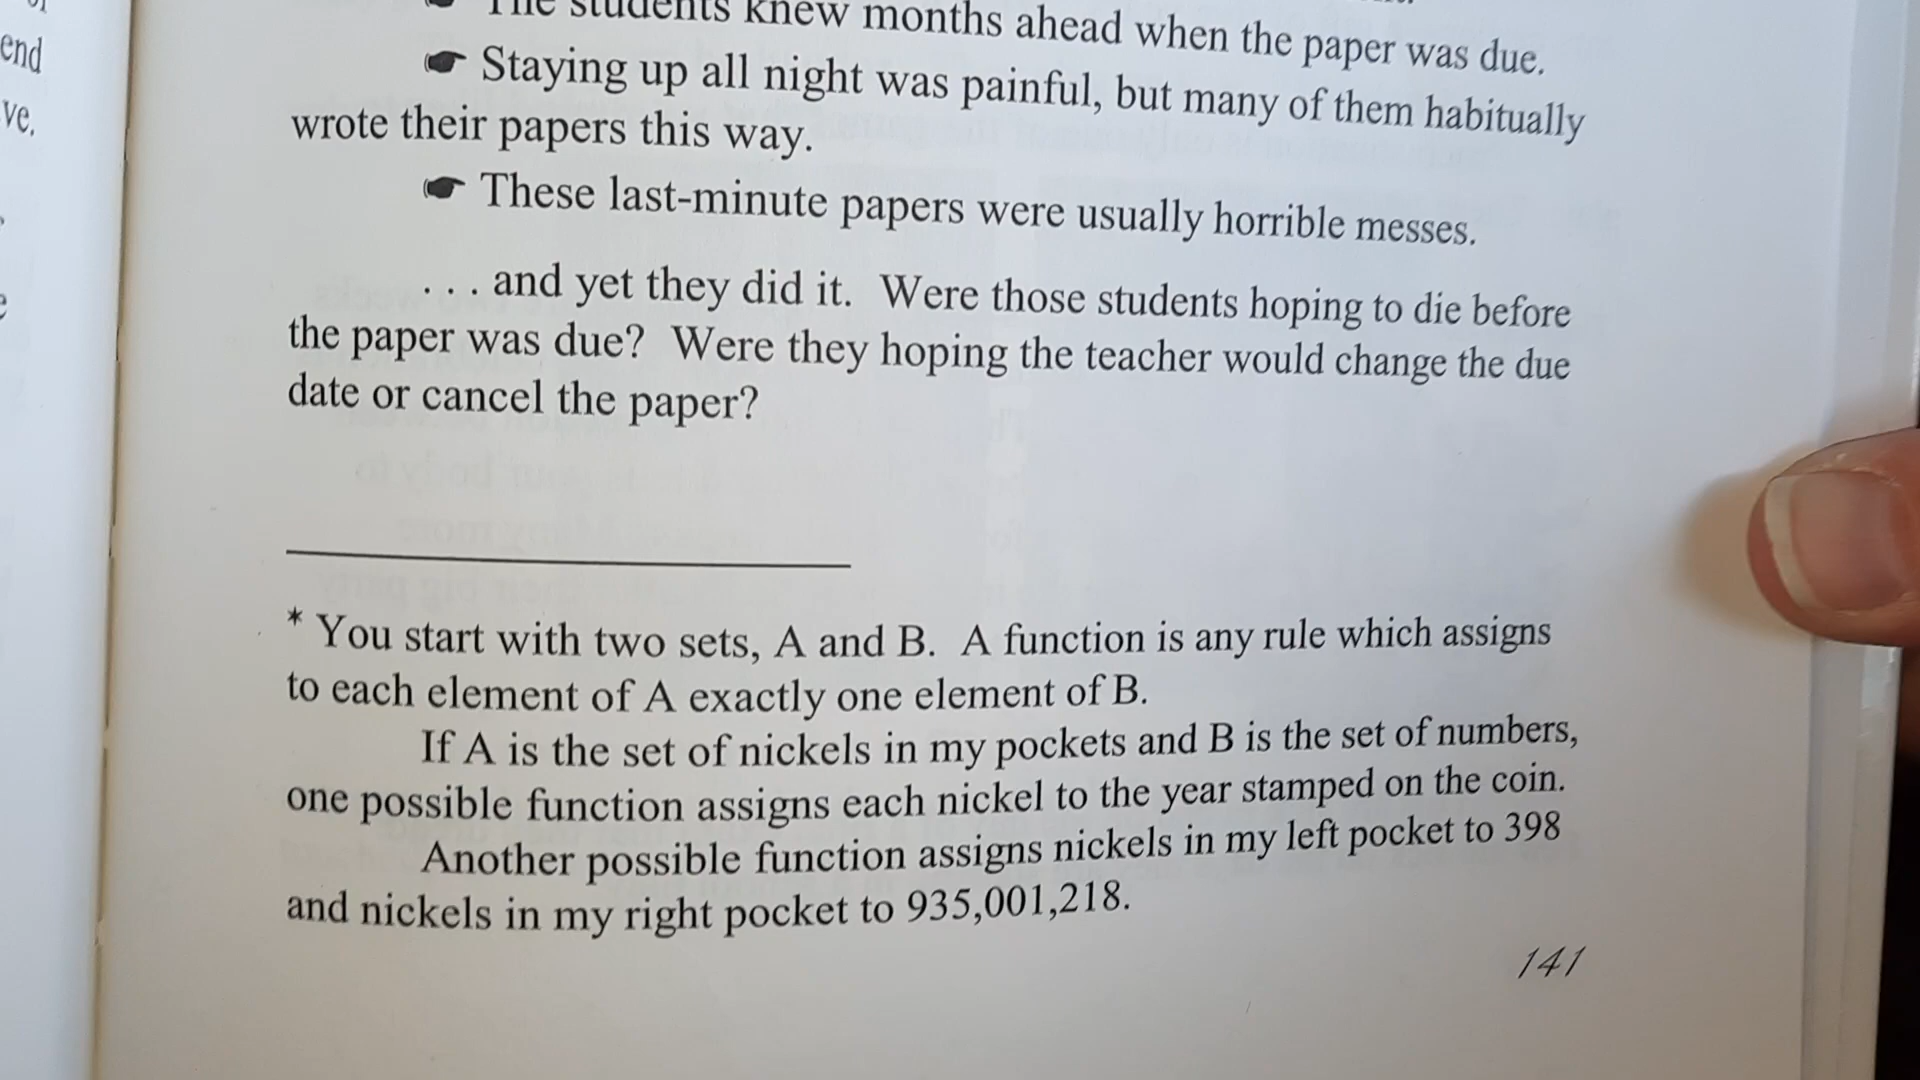 end
ve.
The students knew months ahead when the paper was due.
☛ Staying up all night was painful, but many of them habitually
wrote their papers this way.
☛ These last-minute papers were usually horrible messes.
. . . and yet they did it. Were those students hoping to die before
the paper was due? Were they hoping the teacher would change the due
date or cancel the paper?
* You start with two sets, A and B. A function is any rule which assigns
to each element of A exactly one element of B.
If A is the set of nickels in my pockets and B is the set of numbers,
one possible function assigns each nickel to the year stamped on the coin.
Another possible function assigns nickels in my left pocket to 398
and nickels in my right pocket to 935,001,218.
141